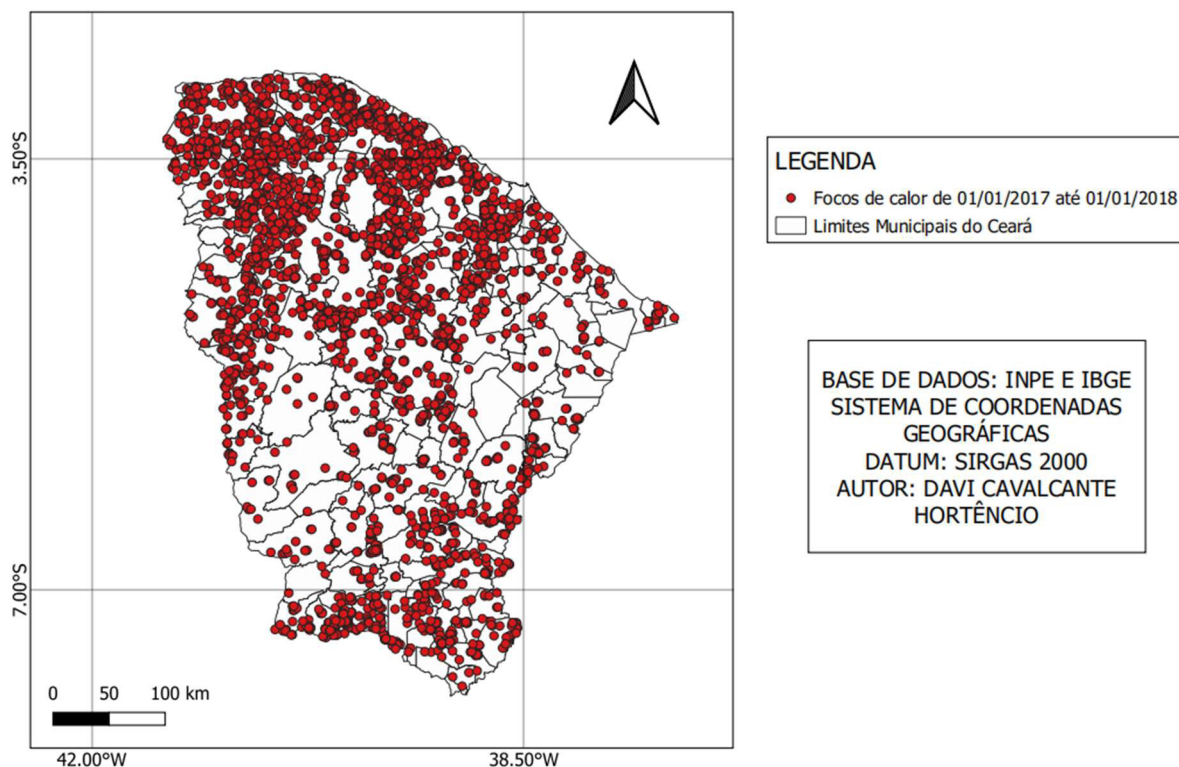 3.50°S
7.00°S
0 50 100 km
42.00°W 38.50°W
LEGENDA
Focos de calor de 01/01/2017 até 01/01/2018
Limites Municipais do Ceará
BASE DE DADOS: INPE E IBGE
SISTEMA DE COORDENADAS
GEOGRÁFICAS
DATUM: SIRGAS 2000
AUTOR: DAVI CAVALCANTE
HORTÊNCIO